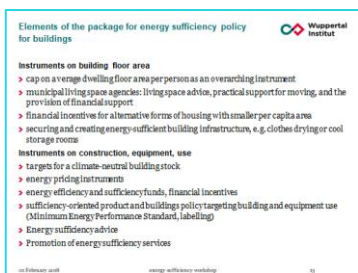 Elements of the package for energy sufficiency policy
for buildings
Wuppertal
Institut
Instruments on building floor area
cap on average dwelling floor area per person as an overarching instrument
municipal living space agencies: living space advice, practical support for moving, and the
provision of financial support
financial incentives for alternative forms of housing with smaller per capita area
securing and creating energy-sufficient building infrastructure, e.g. clothes drying or cool
storage rooms
Instruments on construction, equipment, use
targets for a climate-neutral building stock
energy pricing instruments
energy efficiency and sufficiency funds, financial incentives
sufficiency-oriented product and buildings policy targeting building and equipment use
(Minimum Energy Performance Standard, labelling)
Energy sufficiency advice
Promotion of energy sufficiency services
February 2018
energy sufficiency workshop